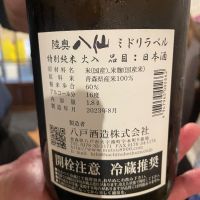 陸奥 八仙 ミドリラベル
特別純米 火入 品目:日本酒
原材料名 米(国産)、米麹(国産米)
原料米 青森県産米100%
精米歩合 60%
アルコール分 16度
内容量 1.8ℓ
製造年月 2023年8月
製造者
八戸酒造株式会社
開栓注意 冷蔵推奨